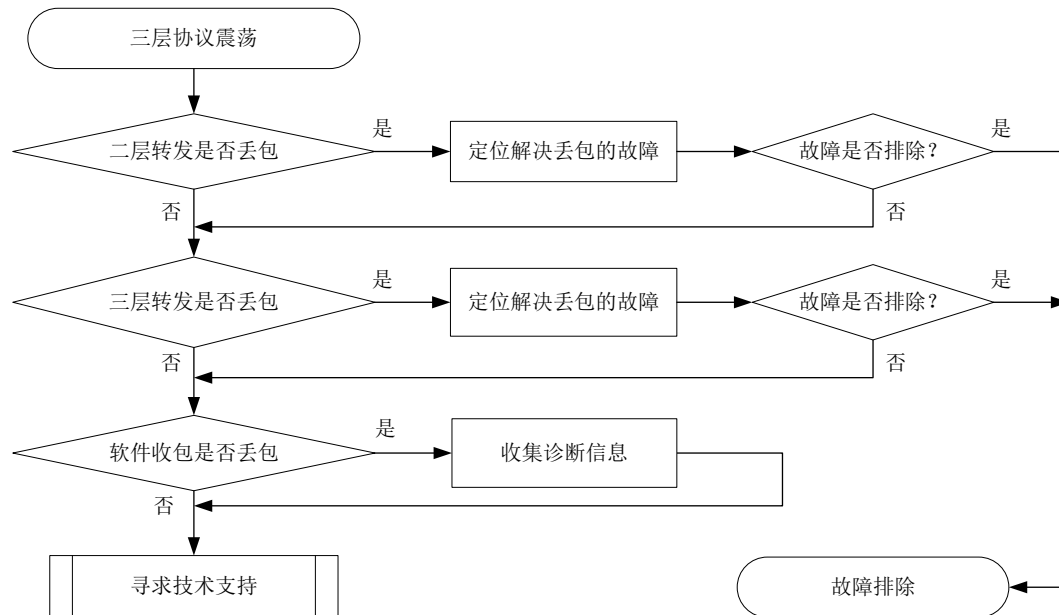 三层协议震荡
二层转发是否丢包
是
定位解决丢包的故障
故障是否排除？
是
否
否
三层转发是否丢包
是
定位解决丢包的故障
故障是否排除？
是
否
否
软件收包是否丢包
是
收集诊断信息
否
寻求技术支持
故障排除